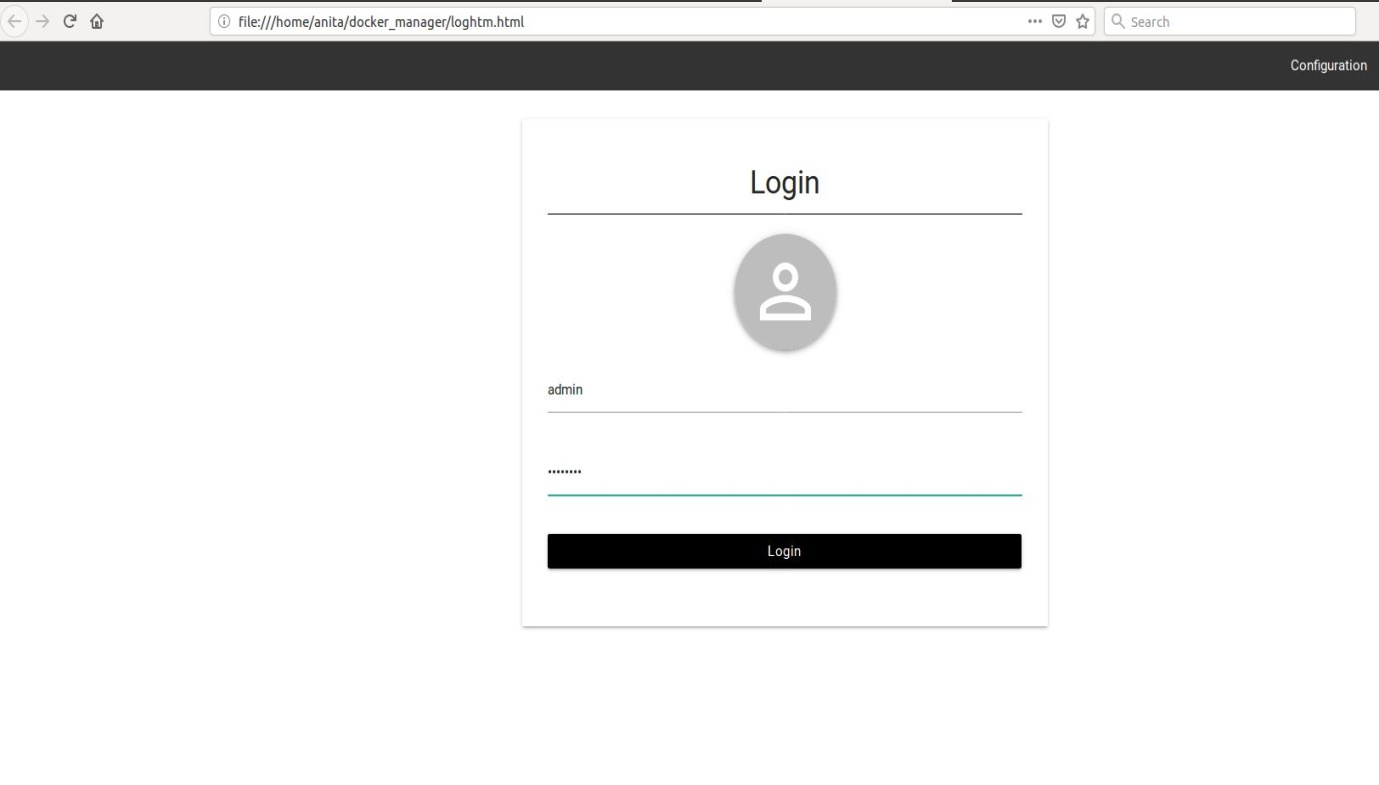 file:///home/anita/docker_manager/loghtm.html
Search
Configuration
Login
admin
••••••••
Login